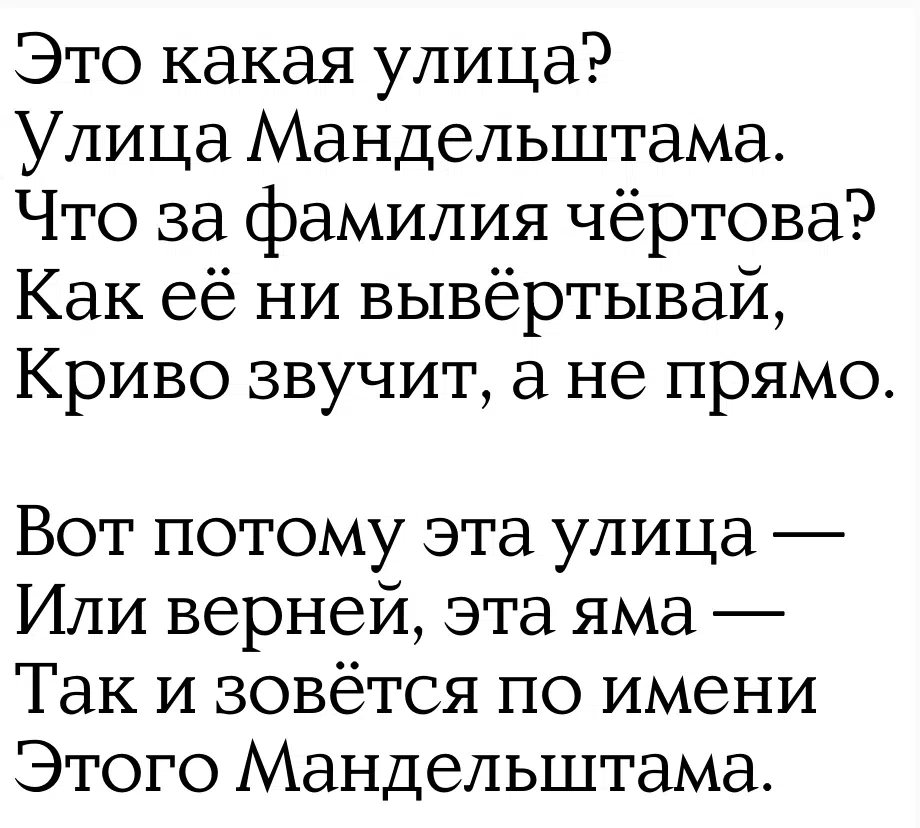 Это какая улица?
Улица Мандельштама.
Что за фамилия чёртова?
Как её ни вывёртывай,
Криво звучит, а не прямо.
Вот потому эта улица —
Или верней, эта яма —
Так и зовётся по имени
Этого Мандельштама.